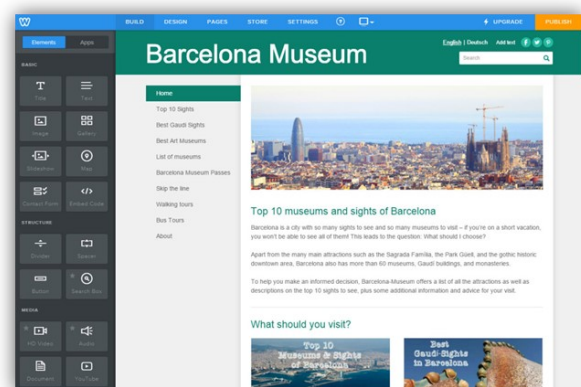 BUILD DESIGN PAGES STORE SETTINGS UPGRADE PUBLISH
Elements Apps
BASIC
Title Text
Image Gallery
Slideshow Map
Contact Form Embed Code
STRUCTURE
Divider Spacer
Button Search Box
MEDIA
HD Video Audio
Document YouTube
Barcelona Museum
English | Deutsch Add text
Search
Home
Top 10 Sights
Best Gaudi Sights
Best Art Museums
List of museums
Barcelona Museum Passes
Skip the line
Walking tours
Bus Tours
About
Top 10 museums and sights of Barcelona
Barcelona is a city with so many sights to see and so many museums to visit – if you're on a short vacation,
you won't be able to see all of them! This leads to the question: What should I choose?
Apart from the many main attractions such as the Sagrada Familia, the Park Güell, and the gothic historic
downtown area, Barcelona also has more than 60 museums, Gaudí buildings, and monasteries.
To help you make an informed decision, Barcelona-Museum offers a list of all the attractions as well as
descriptions on the top 10 sights to see, plus some additional information and advice for your visit.
What should you visit?
Top 10
Museums & Sights
of Barcelona
Best
Gaudi-Sights
in Barcelona